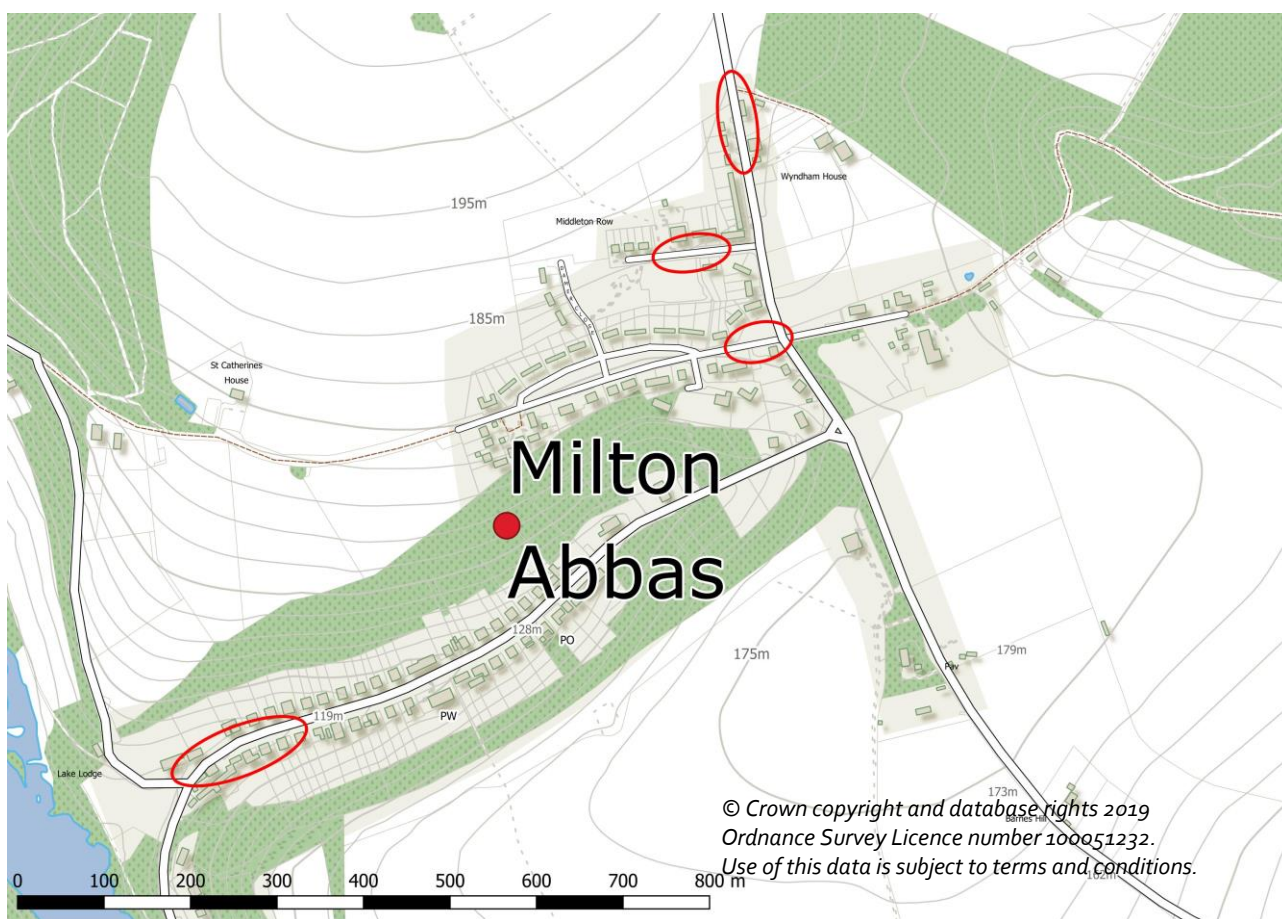 195m
Wyndham House
Middleton Row
185m
St Catherines
House
Milton
Abbas
128m
PO
175m
179m
Pav
119m
PW
Lake Lodge
173m
Barnes Hill
© Crown copyright and database rights 2019
Ordnance Survey Licence number 100051232.
Use of this data is subject to terms and conditions.
162m
0 100 200 300 400 500 600 700 800 m